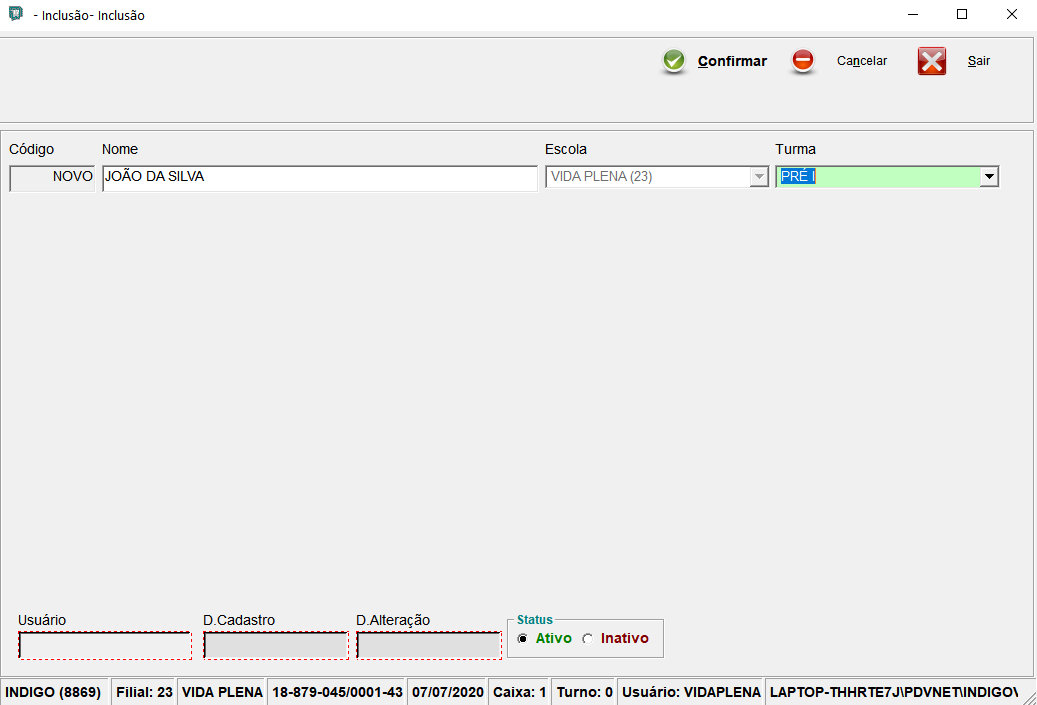 - Inclusão- Inclusão
Confirmar Cancelar Sair
Código Nome Escola Turma
NOVO JOÃO DA SILVA VIDA PLENA (23) PRÉ I
Usuário D.Cadastro D.Alteração Status
Ativo Inativo
INDIGO (8869) Filial: 23 VIDA PLENA 18-879-045/0001-43 07/07/2020 Caixa: 1 Turno: 0 Usuário: VIDAPLENA LAPTOP-THHRTE7J\PDVNET\INDIGO\